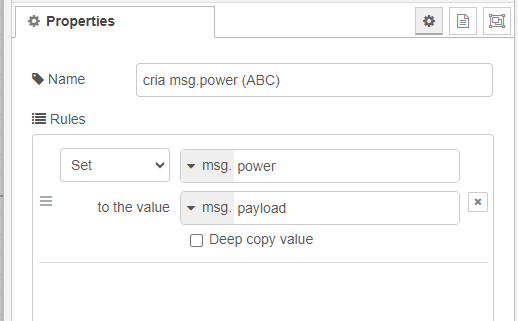 Properties
Name
cria msg.power (ABC)
Rules
Set
msg. power
to the value
msg. payload
Deep copy value